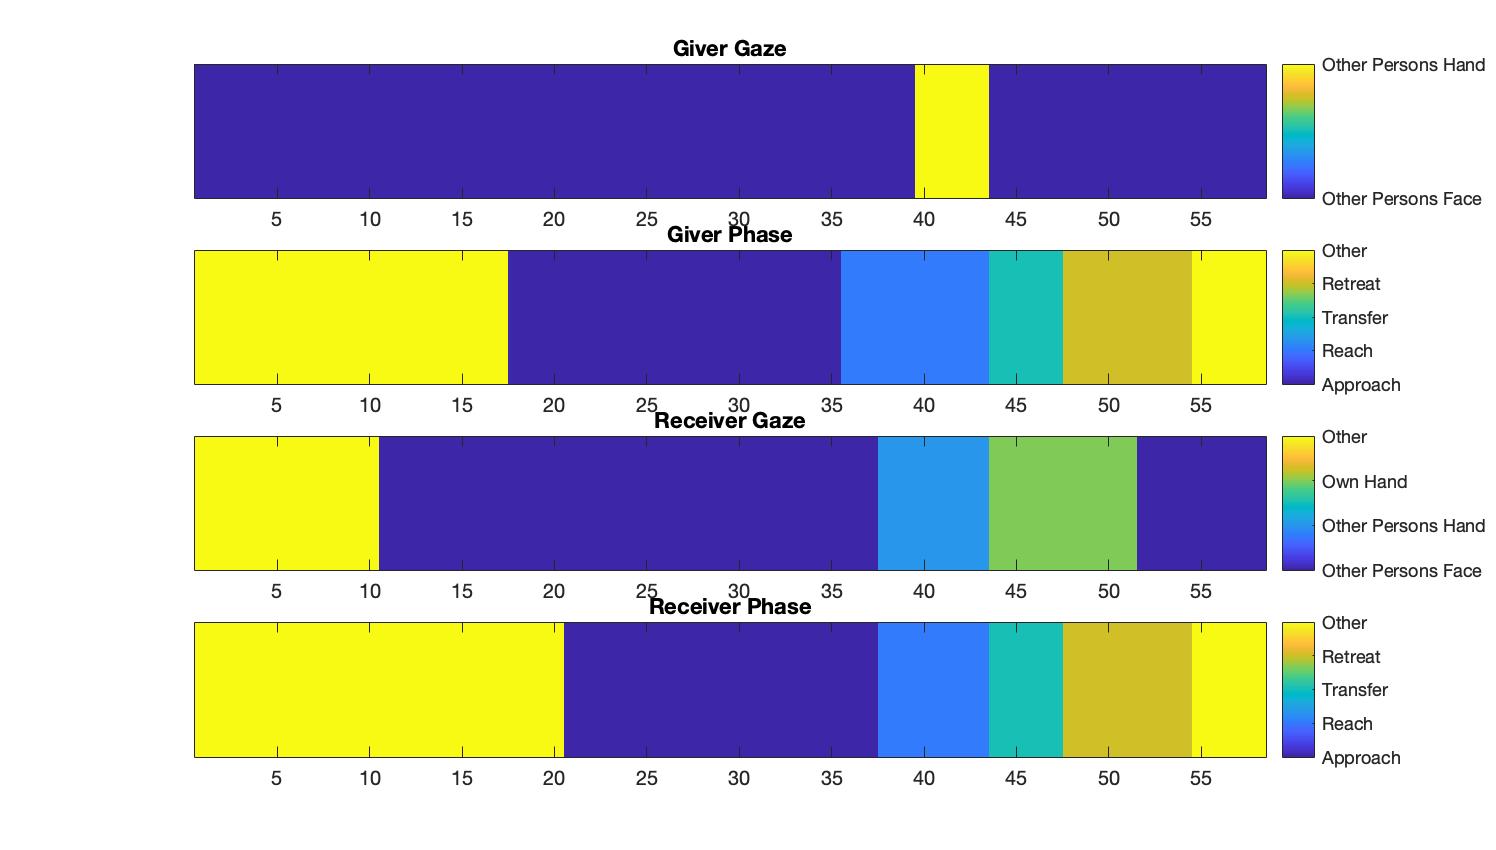 Giver Gaze
Other Persons Hand
Other Persons Face
5 10 15 20 25 30 35 40 45 50 55
Giver Phase
Other
Retreat
Transfer
Reach
Approach
5 10 15 20 25 30 35 40 45 50 55
Receiver Gaze
Other
Own Hand
Other Persons Hand
Other Persons Face
5 10 15 20 25 30 35 40 45 50 55
Receiver Phase
Other
Retreat
Transfer
Reach
Approach
5 10 15 20 25 30 35 40 45 50 55